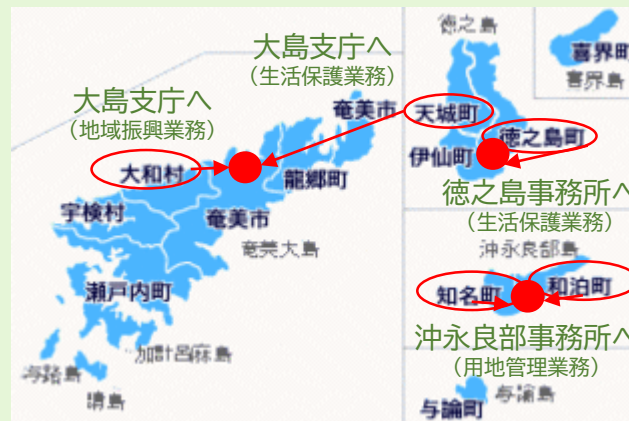 大島支庁へ
（生活保護業務）
大島支庁へ
（地域振興業務）
奄美市
大和村
龍郷町
宇検村
奄美市
奄美大島
瀬戸内町
加計呂麻島
与路島
請島
徳之島
天城町
徳之島町
伊仙町
喜界町
喜界島
徳之島事務所へ
（生活保護業務）
沖永良部島
知名町
和泊町
沖永良部事務所へ
（用地管理業務）
与論島
与論町